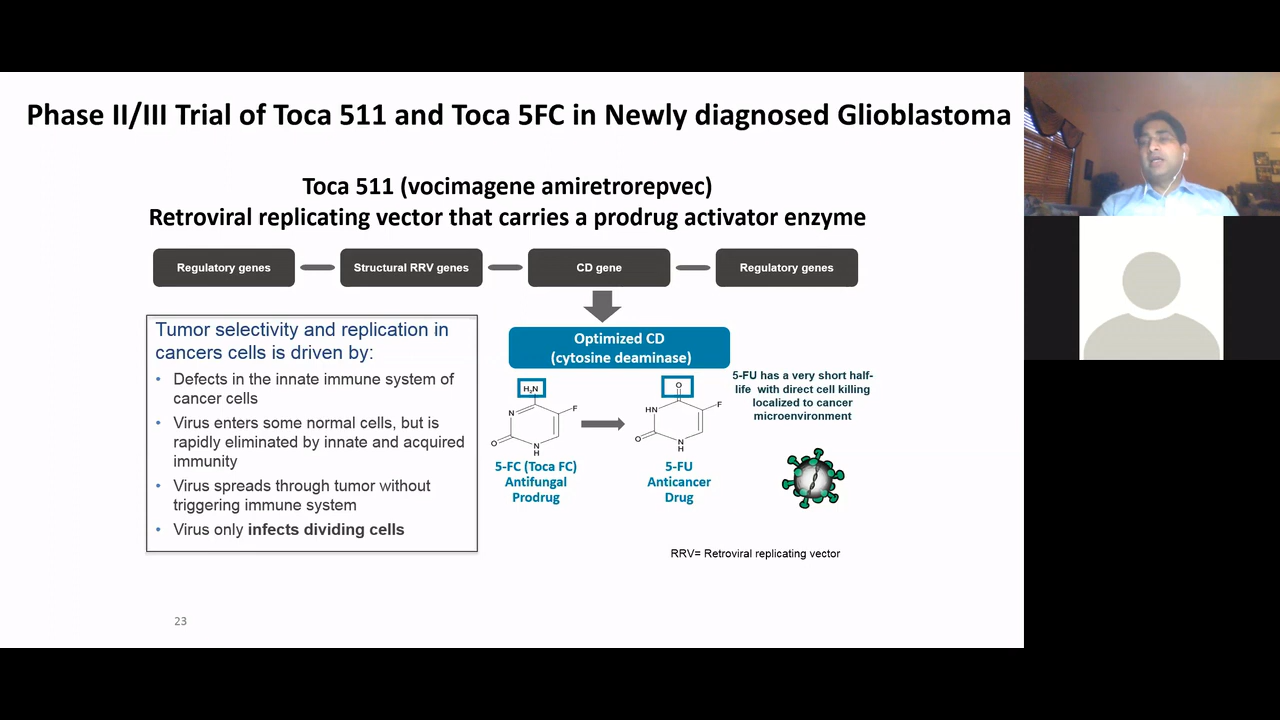 Phase II/III Trial of Toca 511 and Toca 5FC in Newly diagnosed Glioblastoma
Toca 511 (vocimagene amiretrorepvec)
Retroviral replicating vector that carries a prodrug activator enzyme
Regulatory genes
Structural RRV genes
CD gene
Regulatory genes
Tumor selectivity and replication in
cancers cells is driven by:
• Defects in the innate immune system of
cancer cells
• Virus enters some normal cells, but is
rapidly eliminated by innate and acquired
immunity
• Virus spreads through tumor without
triggering immune system
• Virus only infects dividing cells
Optimized CD
(cytosine deaminase)
H₂N
N
F
O
N
H
5-FC (Toca FC)
Antifungal
Prodrug
O
HN
F
O
N
H
5-FU
Anticancer
Drug
5-FU has a very short half-
life with direct cell killing
localized to cancer
microenvironment
RRV= Retroviral replicating vector
23